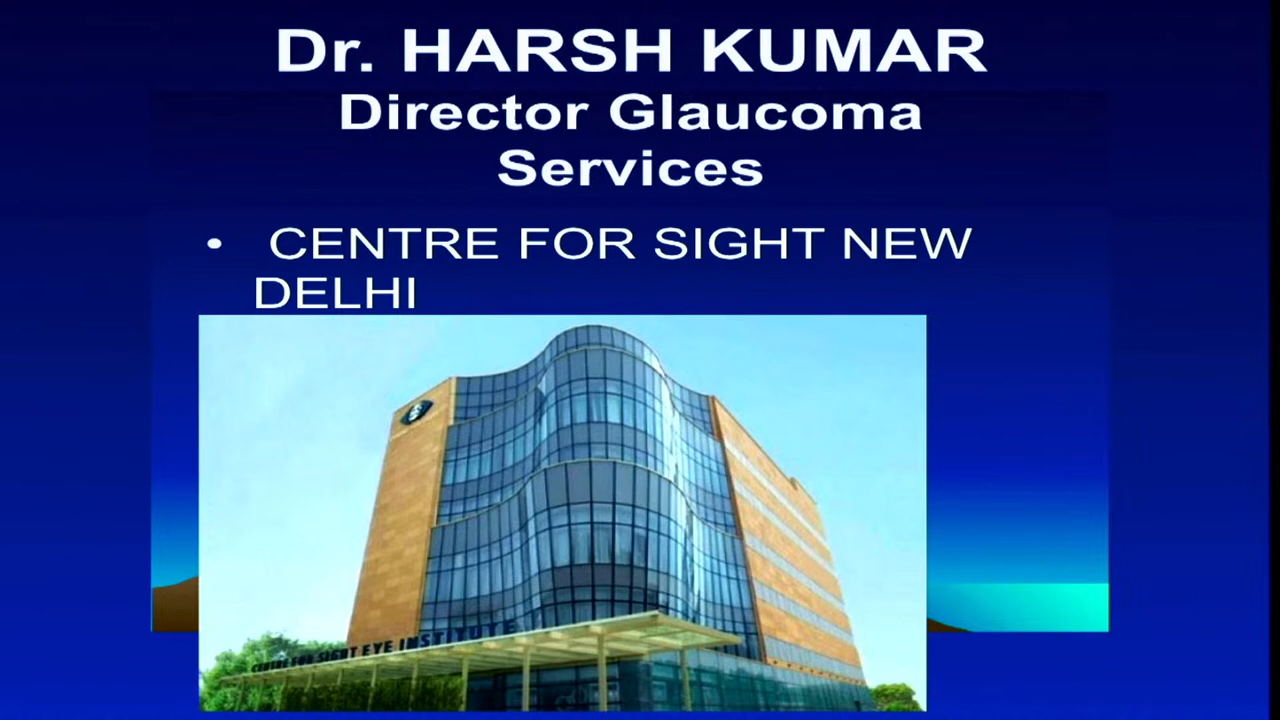 Dr. HARSH KUMAR
Director Glaucoma
Services
• CENTRE FOR SIGHT NEW
DELHI
CENTRE FOR SIGHT EYE INSTITUTE